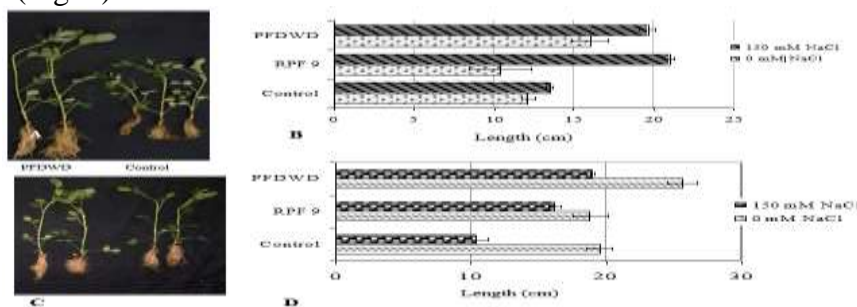 PFDWD
RPF 9
Control
150 mM NaCl
0 mM NaCl
0
5
10
15
20
25
B
Length (cm)
PFDWD
Control
PFDWD
RPF 9
Control
150 mM NaCl
0 mM NaCl
0
10
20
30
C
D
Length (cm)